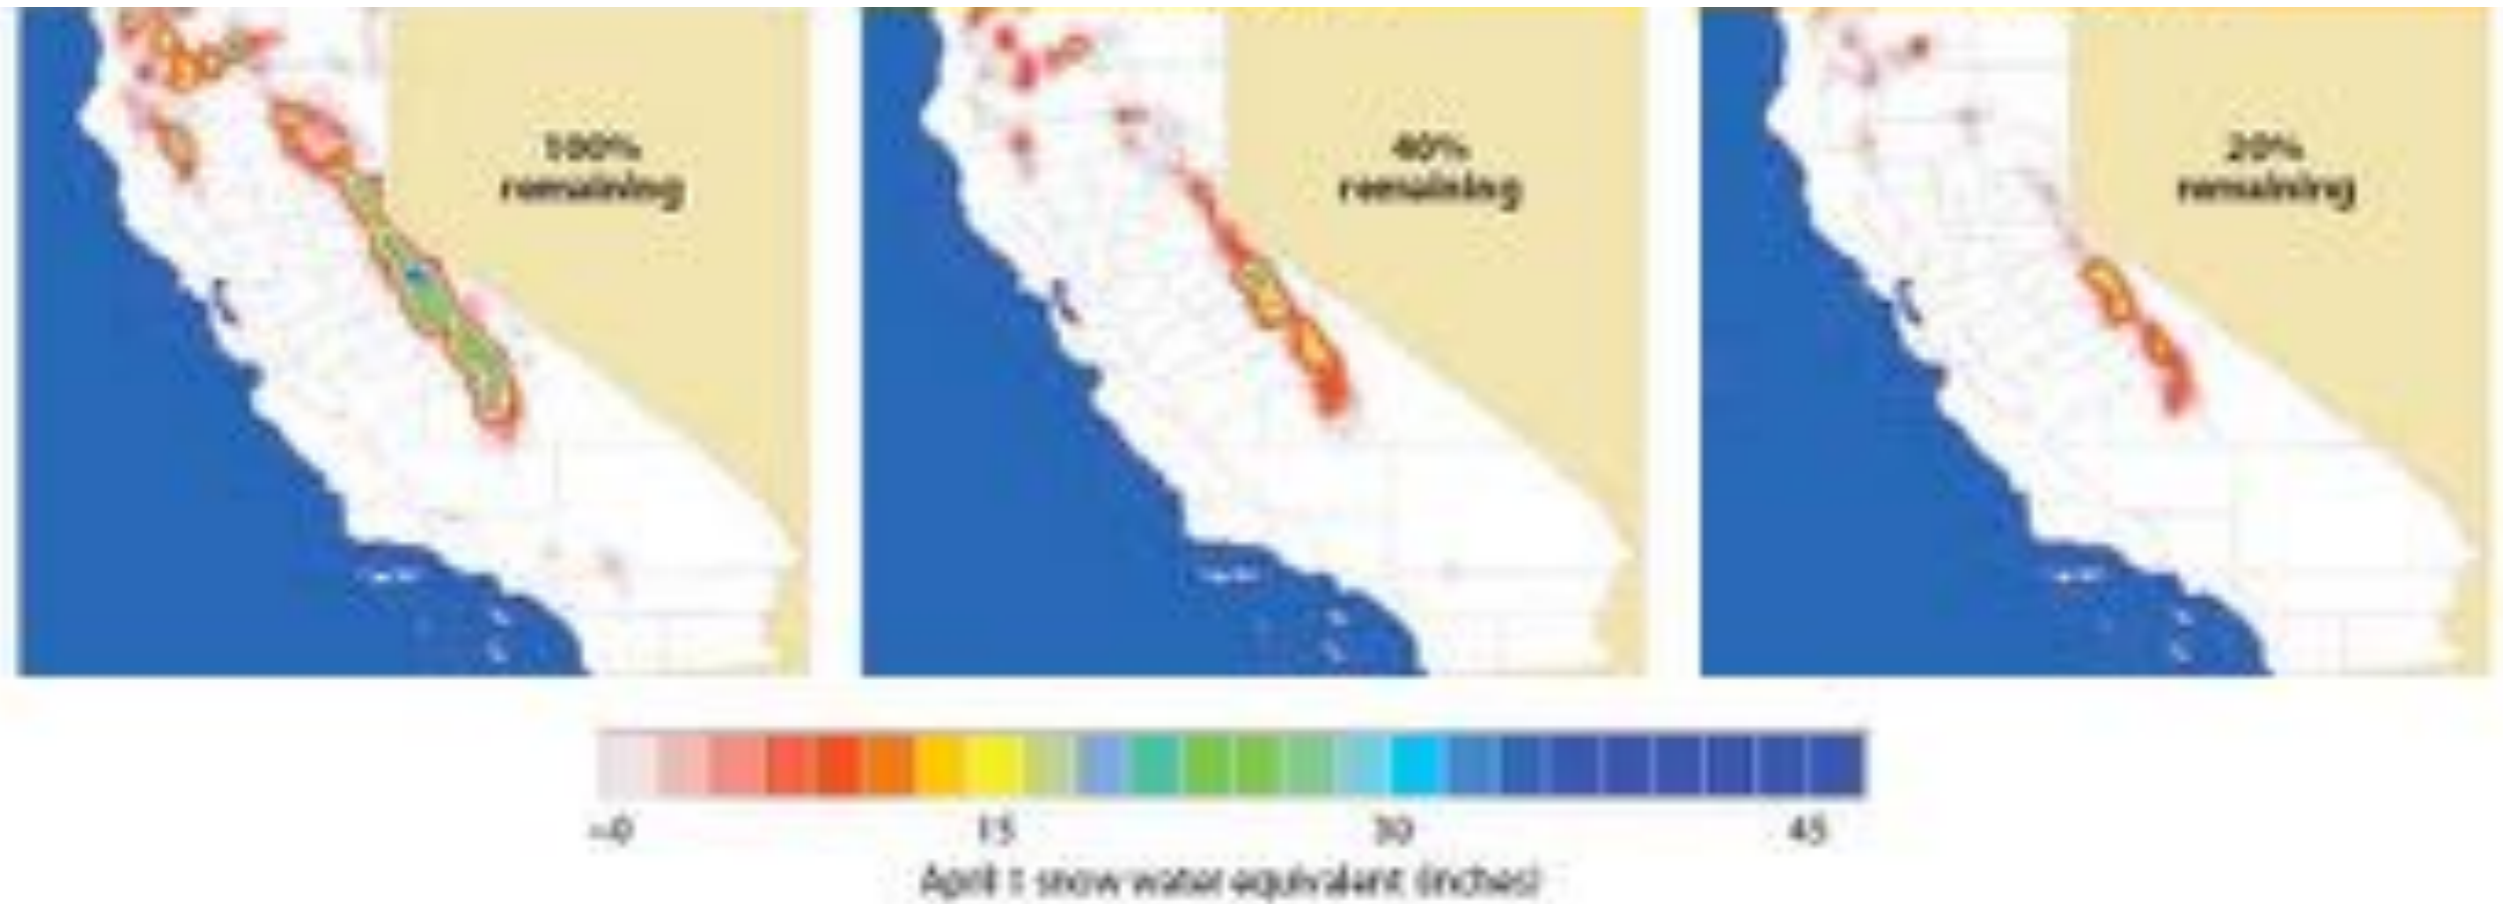 100%
remaining
40%
remaining
20%
remaining
~0 15 30 45
April 1 snow water equivalent (inches)